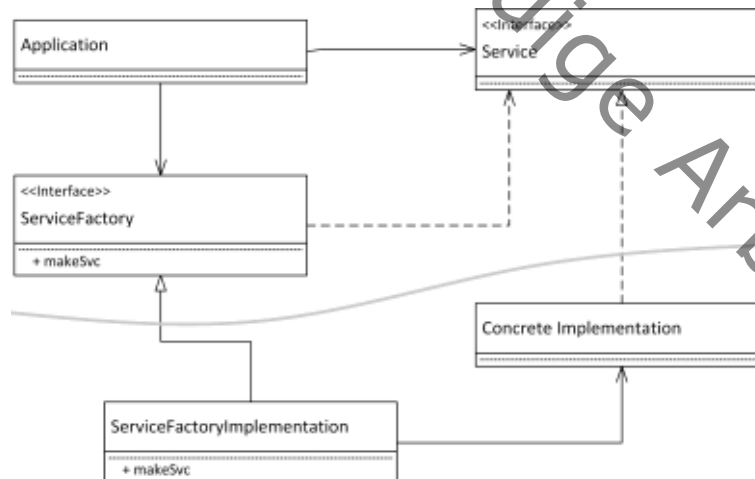 Application
<<Interface>>
Service
<<Interface>>
ServiceFactory
+ makeSvc
Concrete Implementation
ServiceFactoryImplementation
+ makeSvc